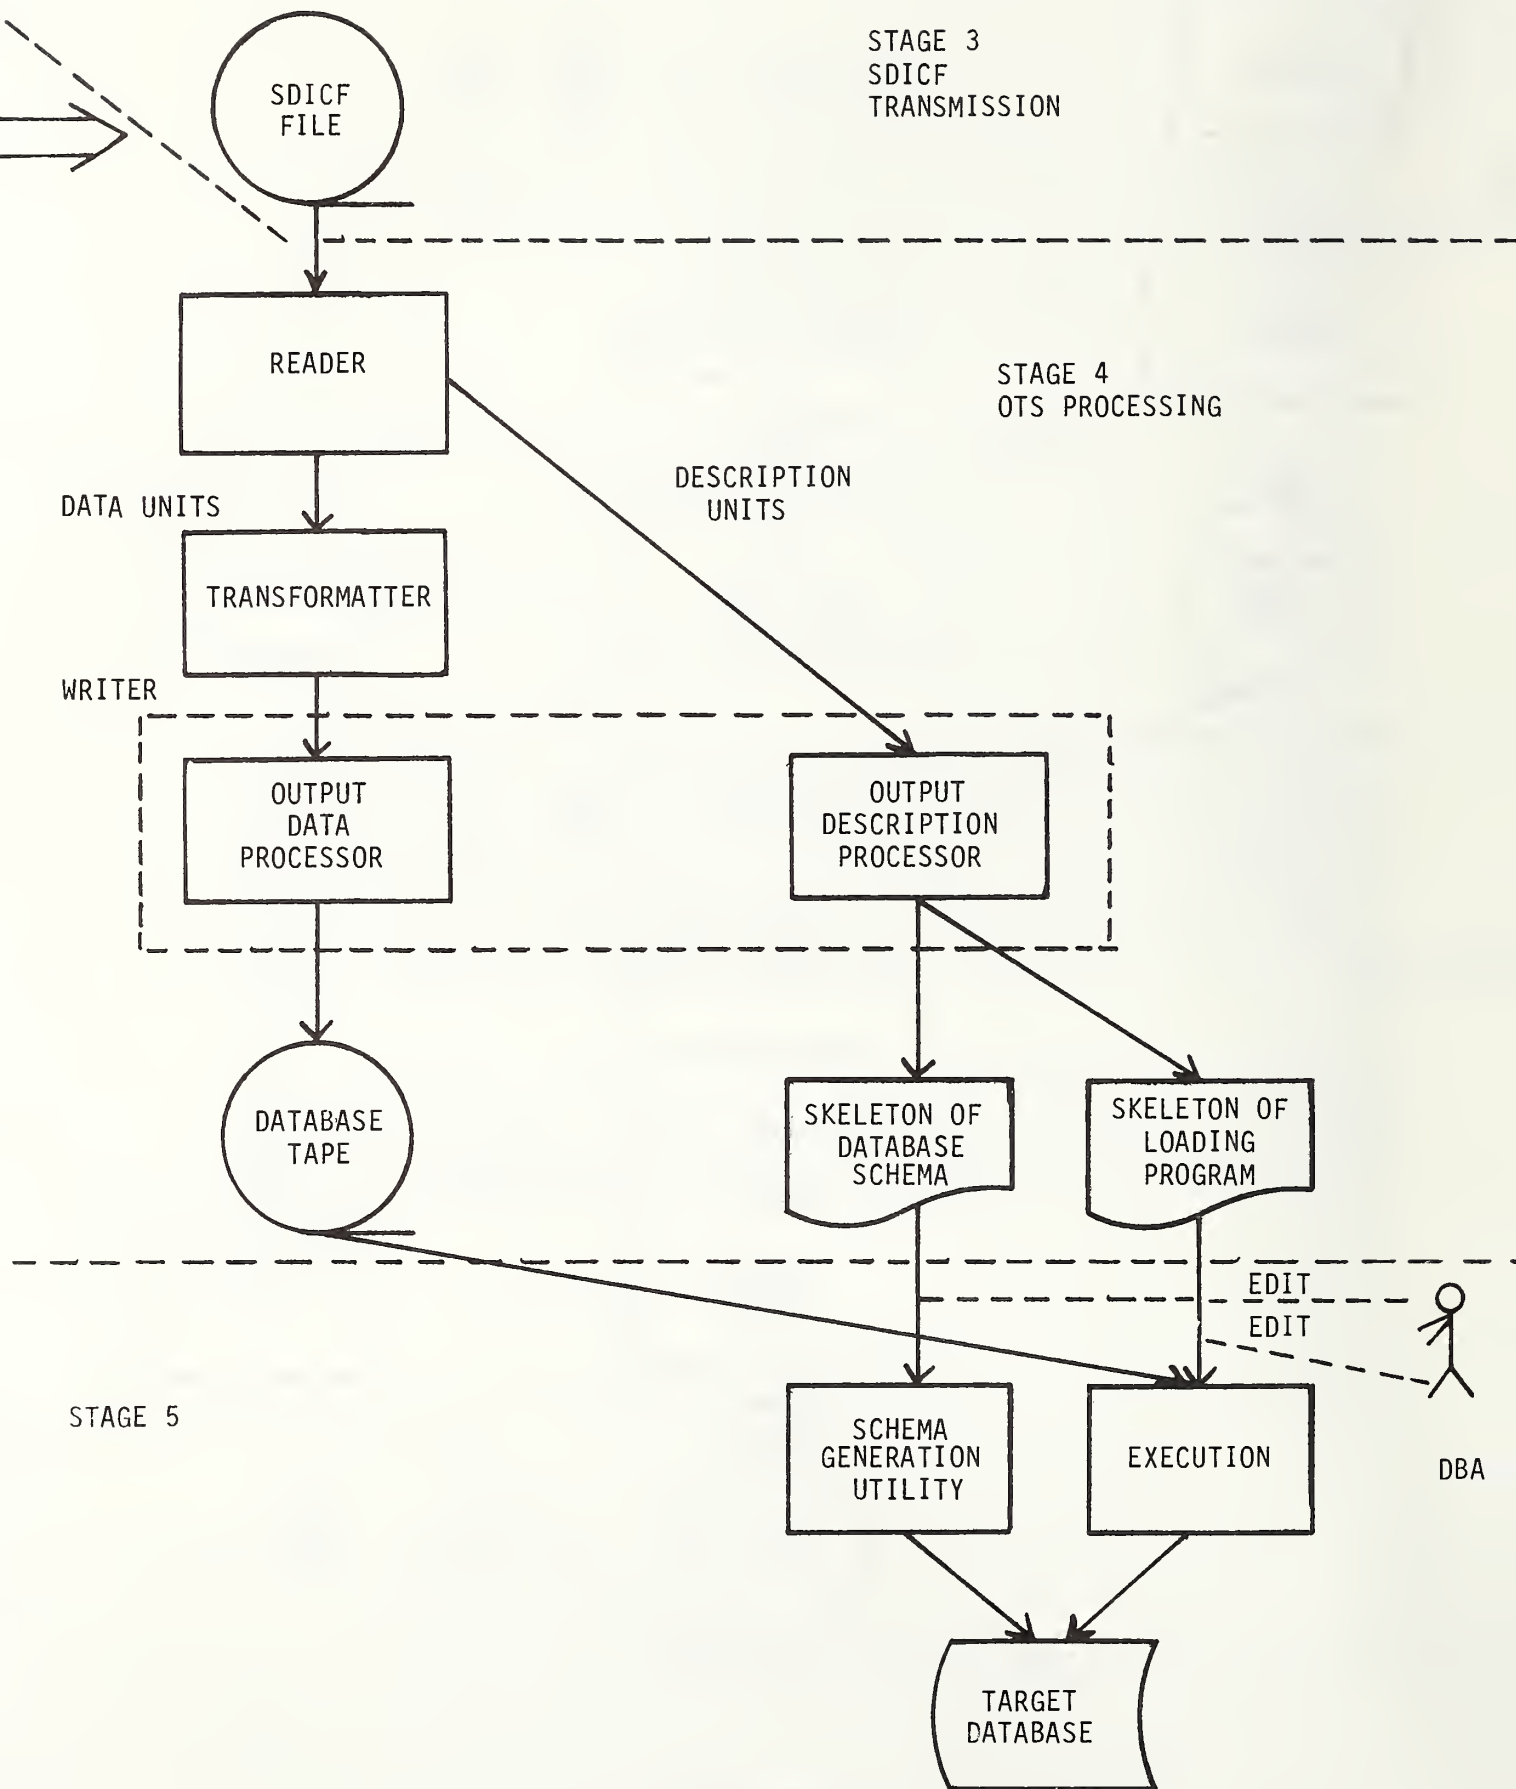 STAGE 3
SDICF
TRANSMISSION
SDICF
FILE
READER
STAGE 4
OTS PROCESSING
DESCRIPTION
UNITS
DATA UNITS
TRANSFORMATTER
WRITER
OUTPUT
DATA
PROCESSOR
OUTPUT
DESCRIPTION
PROCESSOR
DATABASE
TAPE
SKELETON OF
DATABASE
SCHEMA
SKELETON OF
LOADING
PROGRAM
EDIT
EDIT
STAGE 5
SCHEMA
GENERATION
UTILITY
EXECUTION
DBA
TARGET
DATABASE